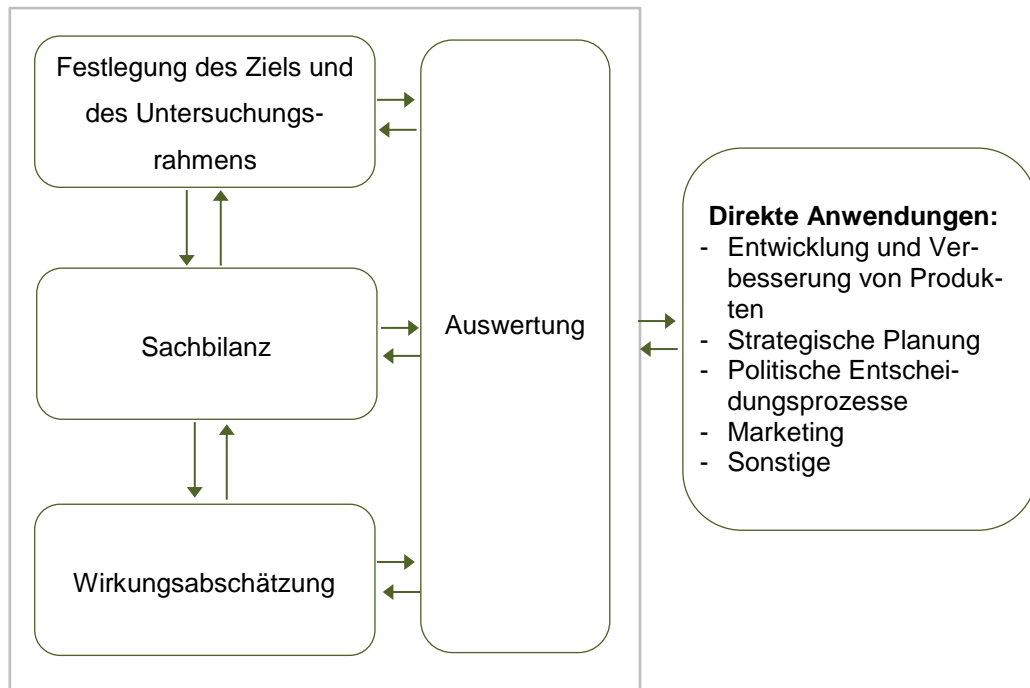 Festlegung des Ziels und
des Untersuchungs-
rahmens
Sachbilanz
Wirkungsabschätzung
Auswertung
Direkte Anwendungen:
- Entwicklung und Ver-
besserung von Produk-
ten
- Strategische Planung
- Politische Entschei-
dungsprozesse
- Marketing
- Sonstige